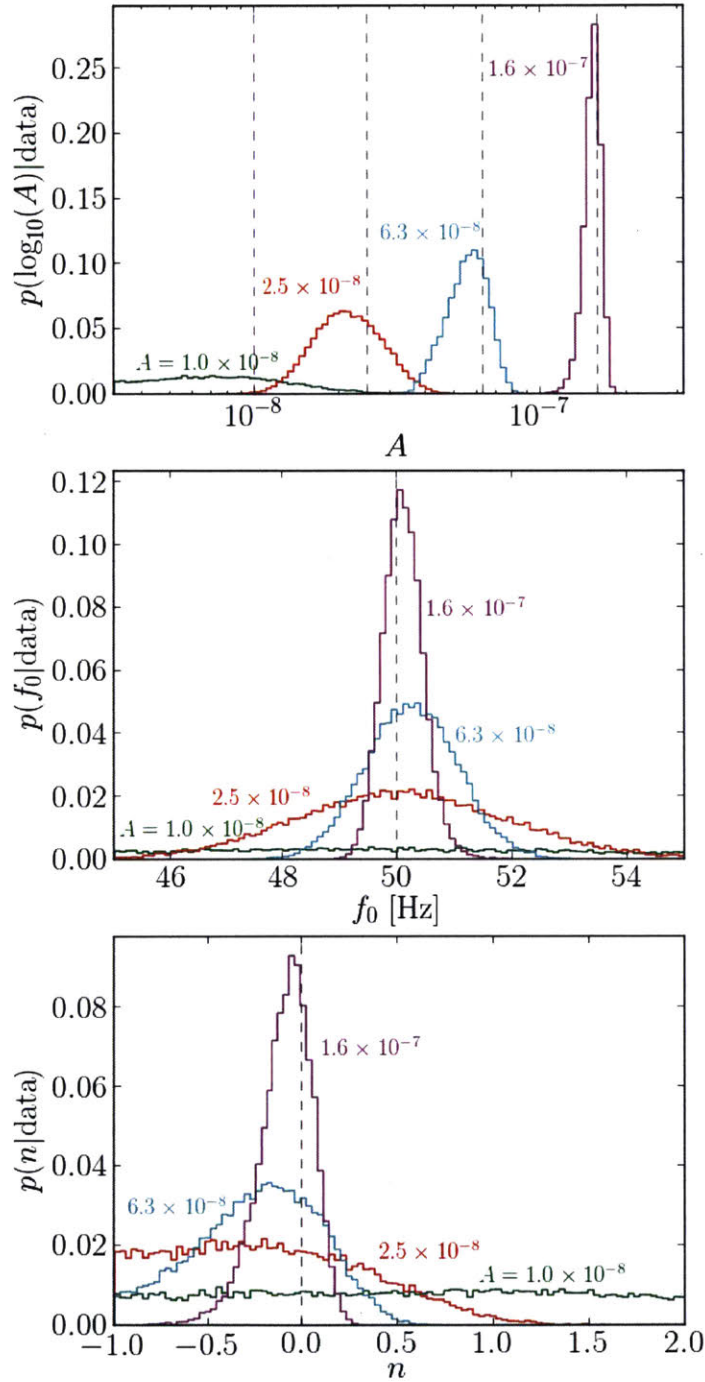 p(log₁₀(A)|data)
0.25
0.20
0.15
0.10
0.05
0.00
1.6 × 10⁻⁷
6.3 × 10⁻⁸
2.5 × 10⁻⁸
A = 1.0 × 10⁻⁸
10⁻⁸ 10⁻⁷
A
p(f₀|data)
0.12
0.10
0.08
0.06
0.04
0.02
0.00
1.6 × 10⁻⁷
6.3 × 10⁻⁸
2.5 × 10⁻⁸
A = 1.0 × 10⁻⁸
46 48 50 52 54
f₀ [Hz]
p(n|data)
0.08
0.06
0.04
0.02
0.00
1.6 × 10⁻⁷
6.3 × 10⁻⁸
2.5 × 10⁻⁸
A = 1.0 × 10⁻⁸
−1.0 −0.5 0.0 0.5 1.0 1.5 2.0
n